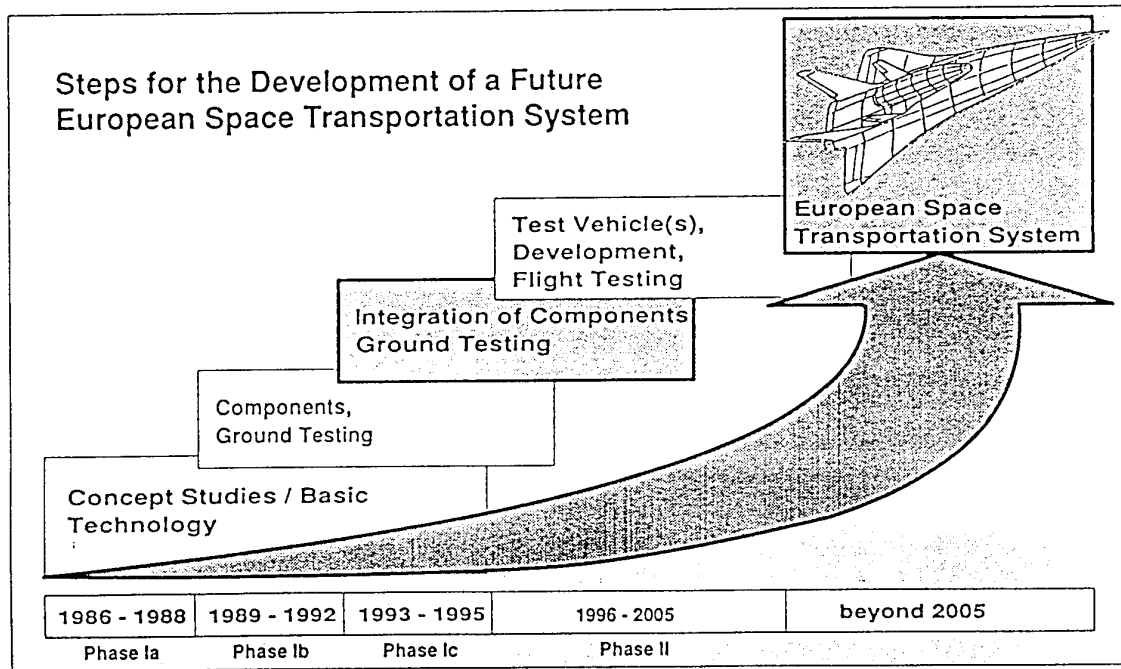 Steps for the Development of a Future
European Space Transportation System
European Space
Transportation System
Test Vehicle(s),
Development,
Flight Testing
Integration of Components
Ground Testing
Components,
Ground Testing
Concept Studies / Basic
Technology
1986 - 1988
1989 - 1992
1993 - 1995
1996 - 2005
beyond 2005
Phase Ia
Phase Ib
Phase Ic
Phase II